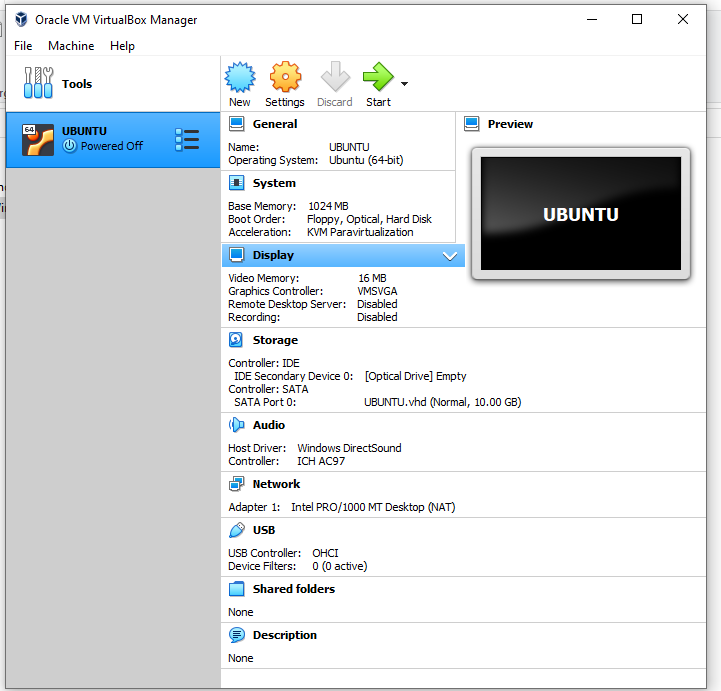 Oracle VM VirtualBox Manager
File Machine Help
Tools
New Settings Discard Start
64
UBUNTU
Powered Off
General
Name: UBUNTU
Operating System: Ubuntu (64-bit)
Preview
UBUNTU
System
Base Memory: 1024 MB
Boot Order: Floppy, Optical, Hard Disk
Acceleration: KVM Paravirtualization
Display
Video Memory: 16 MB
Graphics Controller: VMSVGA
Remote Desktop Server: Disabled
Recording: Disabled
Storage
Controller: IDE
IDE Secondary Device 0: [Optical Drive] Empty
Controller: SATA
SATA Port 0: UBUNTU.vhd (Normal, 10.00 GB)
Audio
Host Driver: Windows DirectSound
Controller: ICH AC97
Network
Adapter 1: Intel PRO/1000 MT Desktop (NAT)
USB
USB Controller: OHCI
Device Filters: 0 (0 active)
Shared folders
None
Description
None